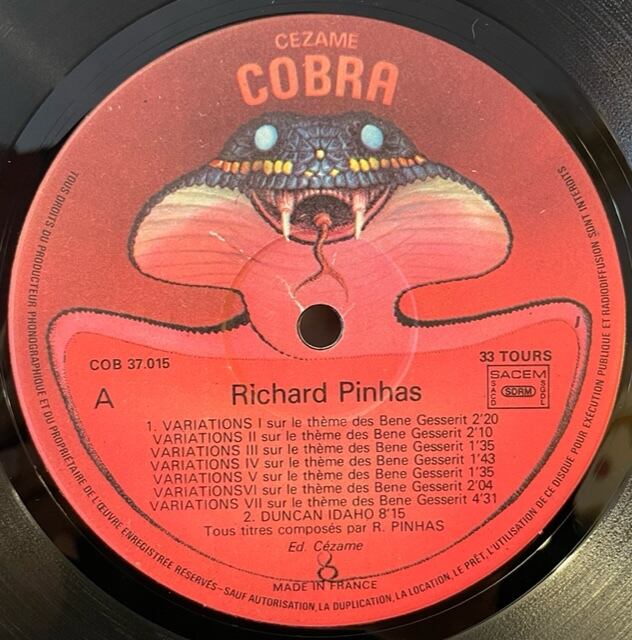 CEZAME
COBRA
COB 37.015
33 TOURS
A
SACEM
SACD
SDRM
SGDL
Richard Pinhas
1. VARIATIONS I sur le thème des Bene Gesserit 2'20
VARIATIONS II sur le thème des Bene Gesserit 2'10
VARIATIONS III sur le thème des Bene Gesserit 1'35
VARIATIONS IV sur le thème des Bene Gesserit 1'43
VARIATIONS V sur le thème des Bene Gesserit 1'35
VARIATIONSVI sur le thème des Bene Gesserit 2'04
VARIATIONS VII sur le thème des Bene Gesserit 4'31
2. DUNCAN IDAHO 8'15
Tous titres composés par R. PINHAS
Ed. Cézame
8
MADE IN FRANCE
TOUS DROITS DU PRODUCTEUR PHONOGRAPHIQUE ET DU PROPRIÉTAIRE DE L'ŒUVRE ENREGISTRÉE RÉSERVÉS-SAUF AUTORISATION, LA DUPLICATION, LA LOCATION, LE PRÊT, L'UTILISATION DE CE DISQUE POUR EXÉCUTION PUBLIQUE ET RADIODIFFUSION SONT INTERDITS